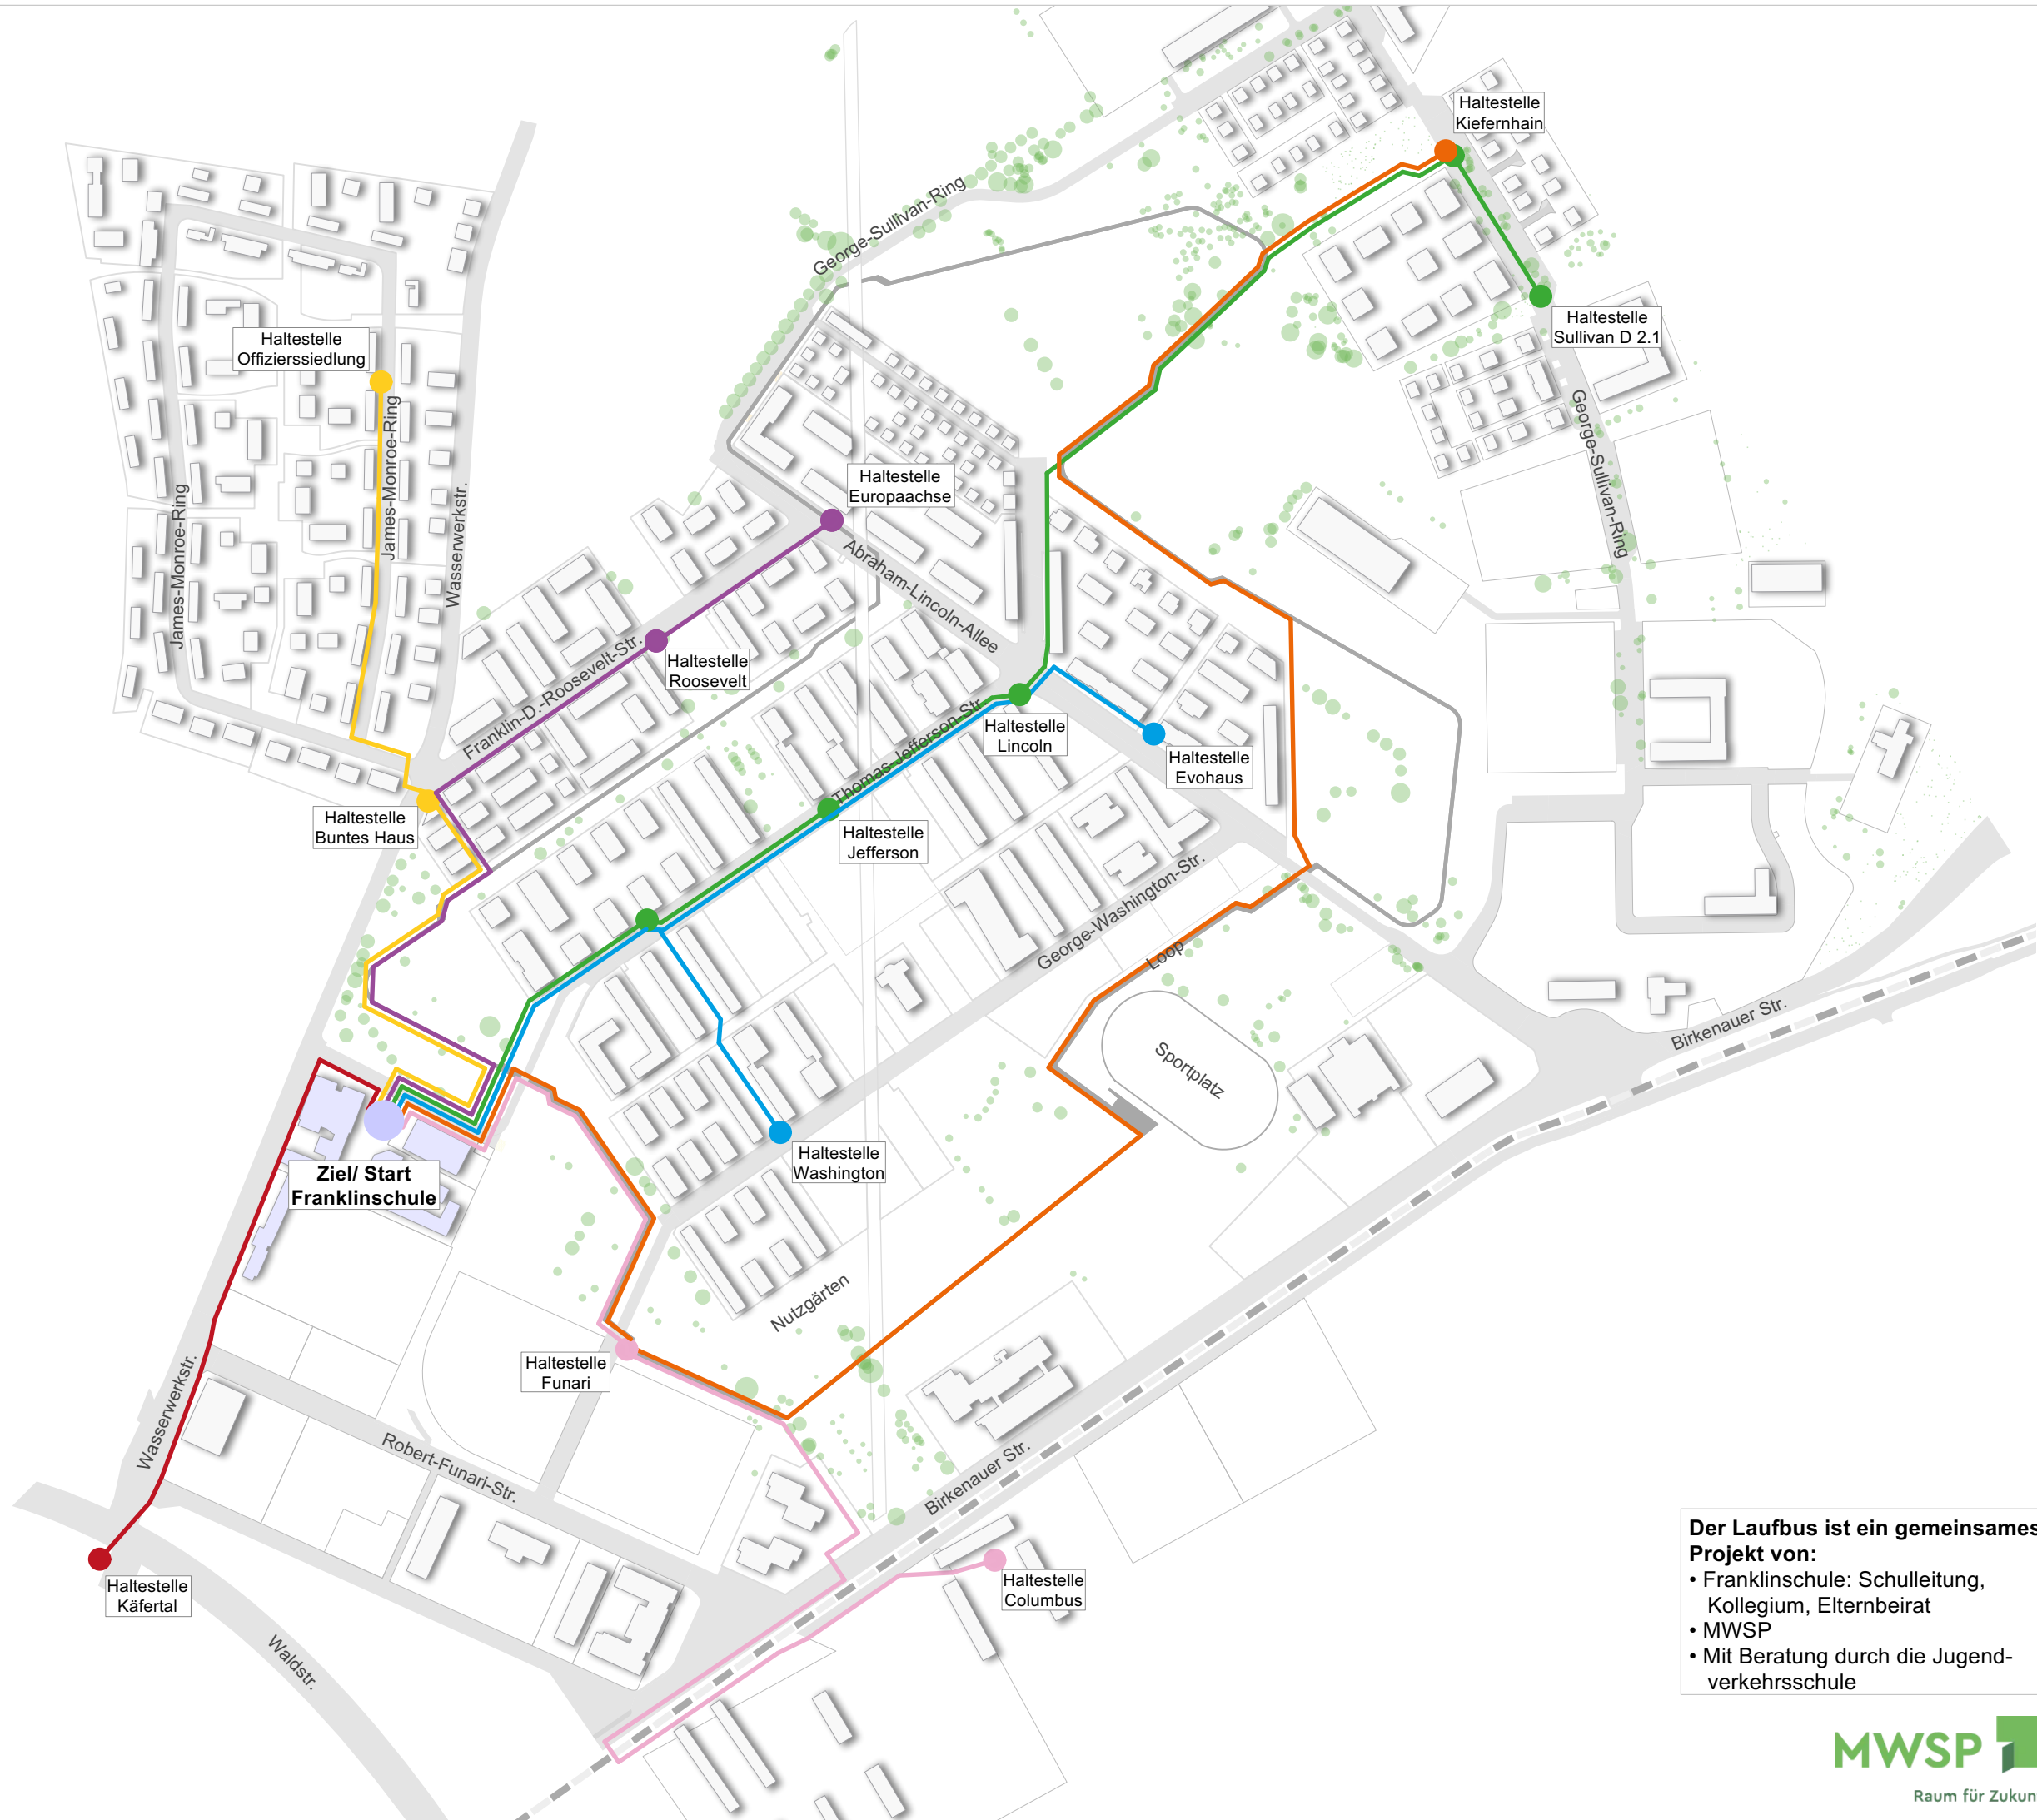 Haltestelle
Kiefernhain
George-Sullivan-Ring
Haltestelle
Sullivan D 2.1
Haltestelle
Offizierssiedlung
James-Monroe-Ring
George-Sullivan-Ring
Haltestelle
Europaachse
James-Monroe-Ring
Wasserwerkstr.
Abraham-Lincoln-Allee
Franklin-D.-Roosevelt-Str.
Haltestelle
Roosevelt
Thomas-Jefferson-Str.
Haltestelle
Lincoln
Haltestelle
Evohaus
Haltestelle
Buntes Haus
Haltestelle
Jefferson
George-Washington-Str.
Loop
Sportplatz
Birkenauer Str.
Haltestelle
Washington
Ziel/ Start
Franklinschule
Nutzgärten
Haltestelle
Funari
Wasserwerkstr.
Robert-Funari-Str.
Birkenauer Str.
Haltestelle
Käfertal
Haltestelle
Columbus
Waldstr.
Der Laufbus ist ein gemeinsames
Projekt von:
• Franklinschule: Schulleitung,
Kollegium, Elternbeirat
• MWSP
• Mit Beratung durch die Jugend-
verkehrsschule
MWSP
Raum für Zukun